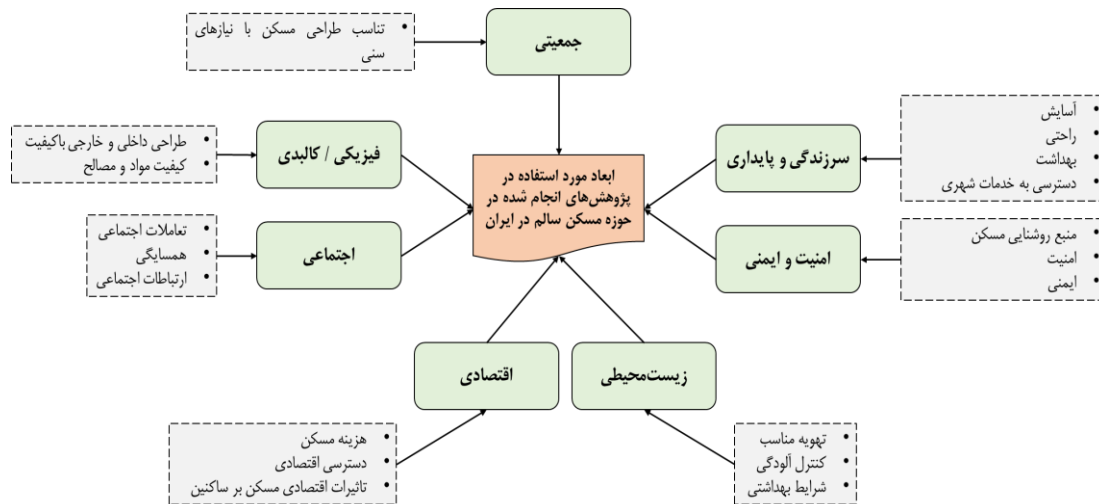 تناسب طراحی مسکن با نیازهای
سنی
جمعیتی
آسایش
راحتی
بهداشت
دسترسی به خدمات شهری
سرزندگی و پایداری
منبع روشنایی مسکن
امنیت
ایمنی
امنیت و ایمنی
ابعاد مورد استفاده در
پژوهش‌های انجام شده در
حوزه مسکن سالم در ایران
فیزیکی / کالبدی
طراحی داخلی و خارجی باکیفیت
کیفیت مواد و مصالح
اجتماعی
تعاملات اجتماعی
همسایگی
ارتباطات اجتماعی
زیست‌محیطی
تهویه مناسب
کنترل آلودگی
شرایط بهداشتی
اقتصادی
هزینه مسکن
دسترسی اقتصادی
تاثیرات اقتصادی مسکن بر ساکنین